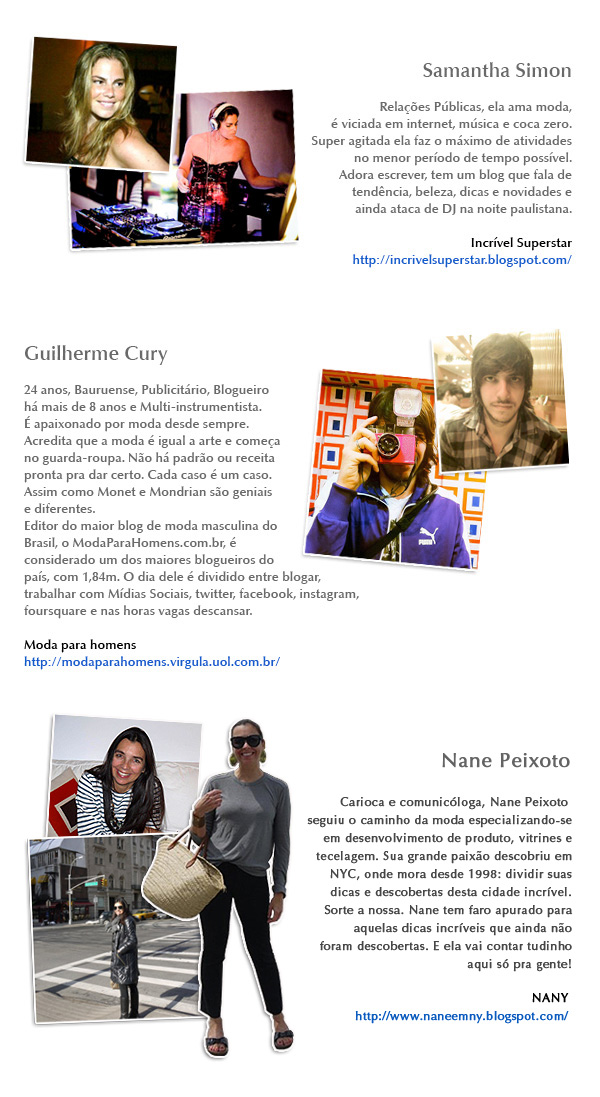 Samantha Simon
Relações Públicas, ela ama moda,
é viciada em internet, música e coca zero.
Super agitada ela faz o máximo de atividades
no menor período de tempo possível.
Adora escrever, tem um blog que fala de
tendência, beleza, dicas e novidades e
ainda ataca de DJ na noite paulistana.
Incrível Superstar
http://incrivelsuperstar.blogspot.com/
Guilherme Cury
24 anos, Bauruense, Publicitário, Blogueiro
há mais de 8 anos e Multi-instrumentista.
É apaixonado por moda desde sempre.
Acredita que a moda é igual a arte e começa
no guarda-roupa. Não há padrão ou receita
pronta pra dar certo. Cada caso é um caso.
Assim como Monet e Mondrian são geniais
e diferentes.
Editor do maior blog de moda masculina do
Brasil, o ModaParaHomens.com.br, é
considerado um dos maiores blogueiros do
país, com 1,84m. O dia dele é dividido entre blogar,
trabalhar com Mídias Sociais, twitter, facebook, instagram,
foursquare e nas horas vagas descansar.
PUMA
Moda para homens
http://modaparahomens.virgula.uol.com.br/
Nane Peixoto
Carioca e comunicóloga, Nane Peixoto
seguiu o caminho da moda especializando-se
em desenvolvimento de produto, vitrines e
tecelagem. Sua grande paixão descobriu em
NYC, onde mora desde 1998: dividir suas
dicas e descobertas desta cidade incrível.
Sorte a nossa. Nane tem faro apurado para
aquelas dicas incríveis que ainda não
foram descobertas. E ela vai contar tudinho
aqui só pra gente!
NANY
http://www.naneemny.blogspot.com/